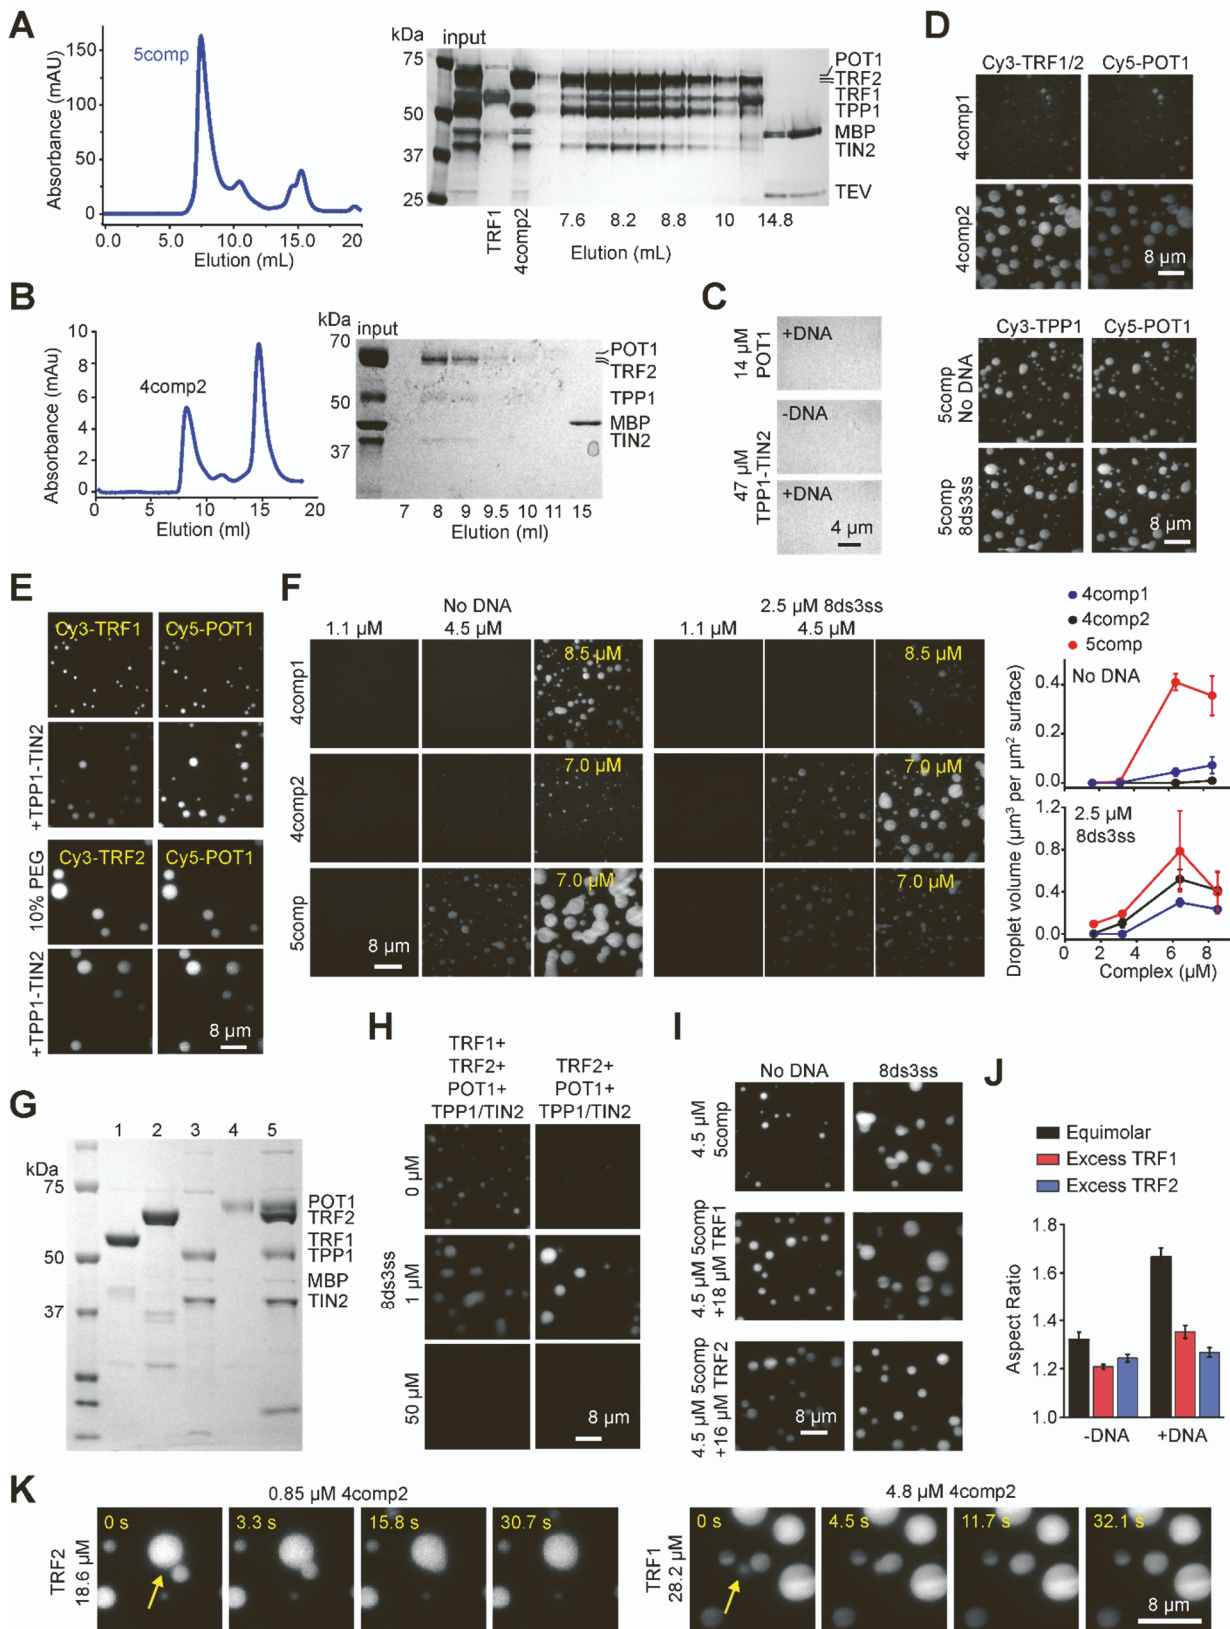 A
5comp
Absorbance (mAU)
150
100
50
0
0.0
5.0
10.0
15.0
20
Elution (mL)
kDa
input
75
50
37
25
POT1
TRF2
TRF1
TPP1
MBP
TIN2
TEV
TRF1
4comp2
7.6
8.2
8.8
10
14.8
Elution (mL)
B
4comp2
Absorbance (mAu)
10
8
6
4
2
0
0
5
10
15
20
Elution (ml)
kDa
input
70
50
37
POT1
TRF2
TPP1
MBP
TIN2
7
8
9
9.5
10
11
15
Elution (ml)
C
14 µM
POT1
+DNA
47 µM
TPP1-TIN2
-DNA
+DNA
4 µm
D
Cy3-TRF1/2
Cy5-POT1
4comp1
4comp2
8 µm
Cy3-TPP1
Cy5-POT1
5comp
No DNA
5comp
8ds3ss
8 µm
E
Cy3-TRF1
Cy5-POT1
+TPP1-TIN2
10% PEG
Cy3-TRF2
Cy5-POT1
+TPP1-TIN2
8 µm
F
No DNA
2.5 µM 8ds3ss
1.1 µM
4.5 µM
1.1 µM
4.5 µM
4comp1
8.5 µM
8.5 µM
4comp2
7.0 µM
7.0 µM
5comp
7.0 µM
7.0 µM
8 µm
4comp1
4comp2
5comp
No DNA
0.4
0.2
0.0
2.5 µM
8ds3ss
1.2
0.8
0.4
0.0
Droplet volume (µm³ per µm² surface)
0
2
4
6
8
Complex (µM)
G
1
2
3
4
5
kDa
75
50
37
POT1
TRF2
TRF1
TPP1
MBP
TIN2
H
TRF1+
TRF2+
POT1+
TPP1/TIN2
TRF2+
POT1+
TPP1/TIN2
8ds3ss
0 µM
1 µM
50 µM
8 µm
I
No DNA
8ds3ss
4.5 µM
5comp
4.5 µM 5comp
+18 µM TRF1
4.5 µM 5comp
+16 µM TRF2
8 µm
J
Equimolar
Excess TRF1
Excess TRF2
Aspect Ratio
1.8
1.6
1.4
1.2
1.0
-DNA
+DNA
K
0.85 µM 4comp2
TRF2
18.6 µM
0 s
3.3 s
15.8 s
30.7 s
4.8 µM 4comp2
TRF1
28.2 µM
0 s
4.5 s
11.7 s
32.1 s
8 µm